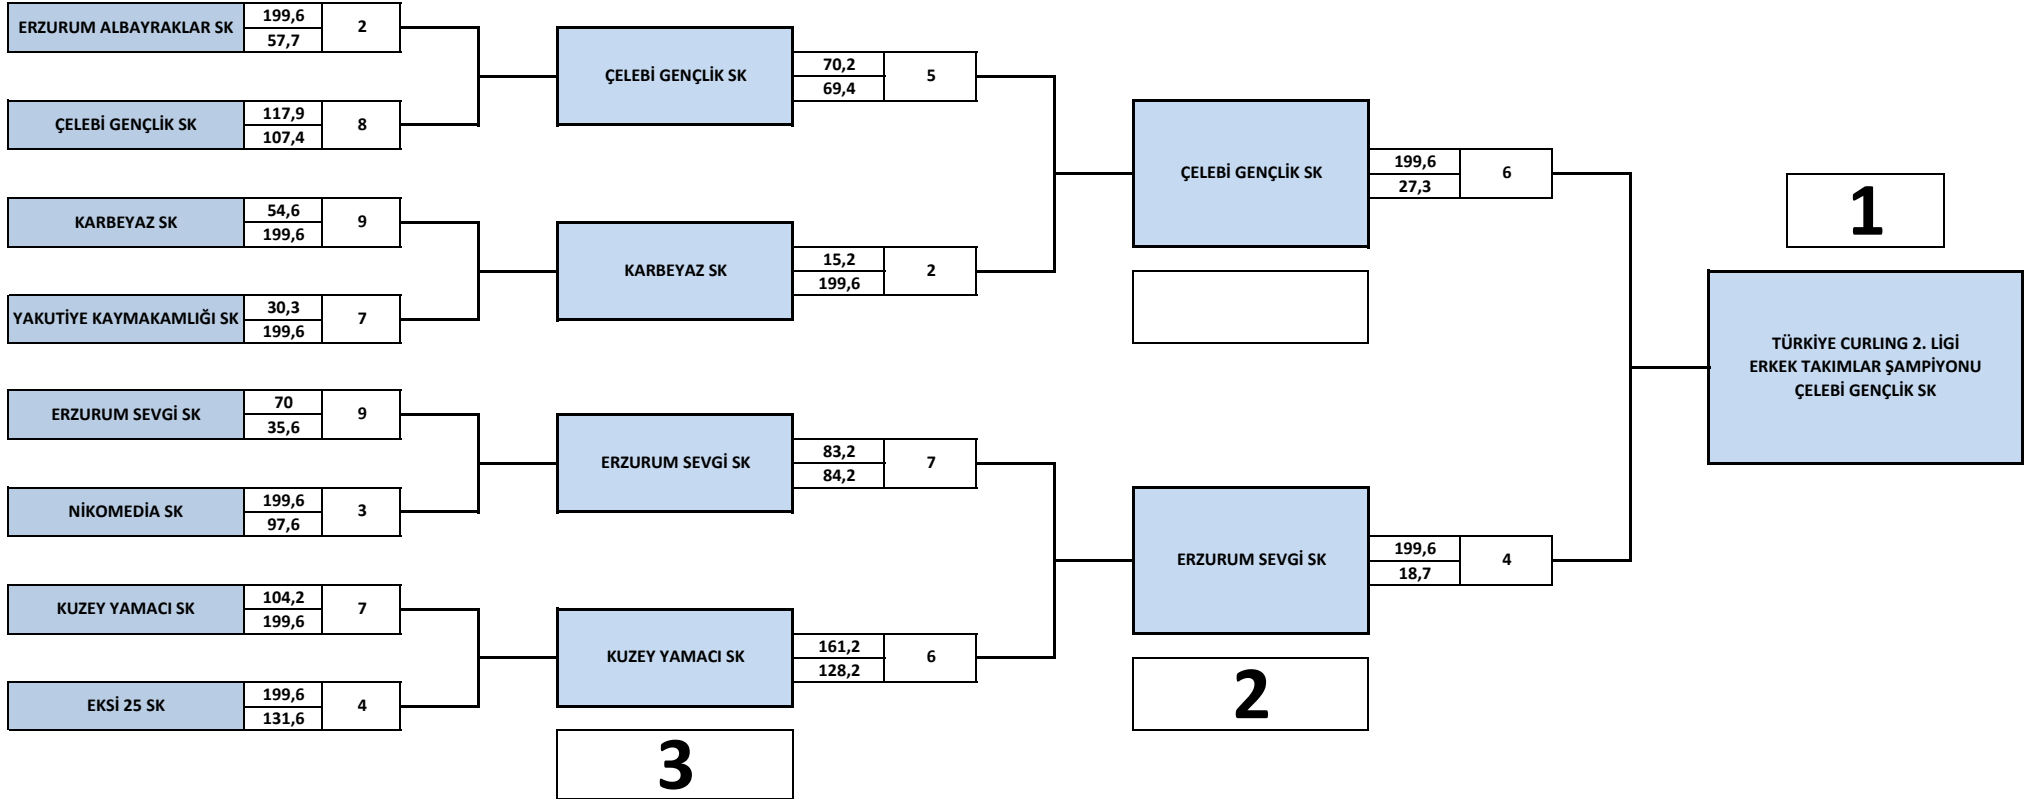 ERZURUM ALBAYRAKLAR SK
199,6
57,7
2
ÇELEBİ GENÇLİK SK
117,9
107,4
8
KARBEYAZ SK
54,6
199,6
9
YAKUTİYE KAYMAKAMLIĞI SK
30,3
199,6
7
ERZURUM SEVGİ SK
70
35,6
9
NİKOMEDİA SK
199,6
97,6
3
KUZEY YAMACI SK
104,2
199,6
7
EKSİ 25 SK
199,6
131,6
4
ÇELEBİ GENÇLİK SK
70,2
69,4
5
KARBEYAZ SK
15,2
199,6
2
ERZURUM SEVGİ SK
83,2
84,2
7
KUZEY YAMACI SK
161,2
128,2
6
3
ÇELEBİ GENÇLİK SK
199,6
27,3
6
ERZURUM SEVGİ SK
199,6
18,7
4
2
1
TÜRKİYE CURLING 2. LİGİ
ERKEK TAKIMLAR ŞAMPİYONU
ÇELEBİ GENÇLİK SK